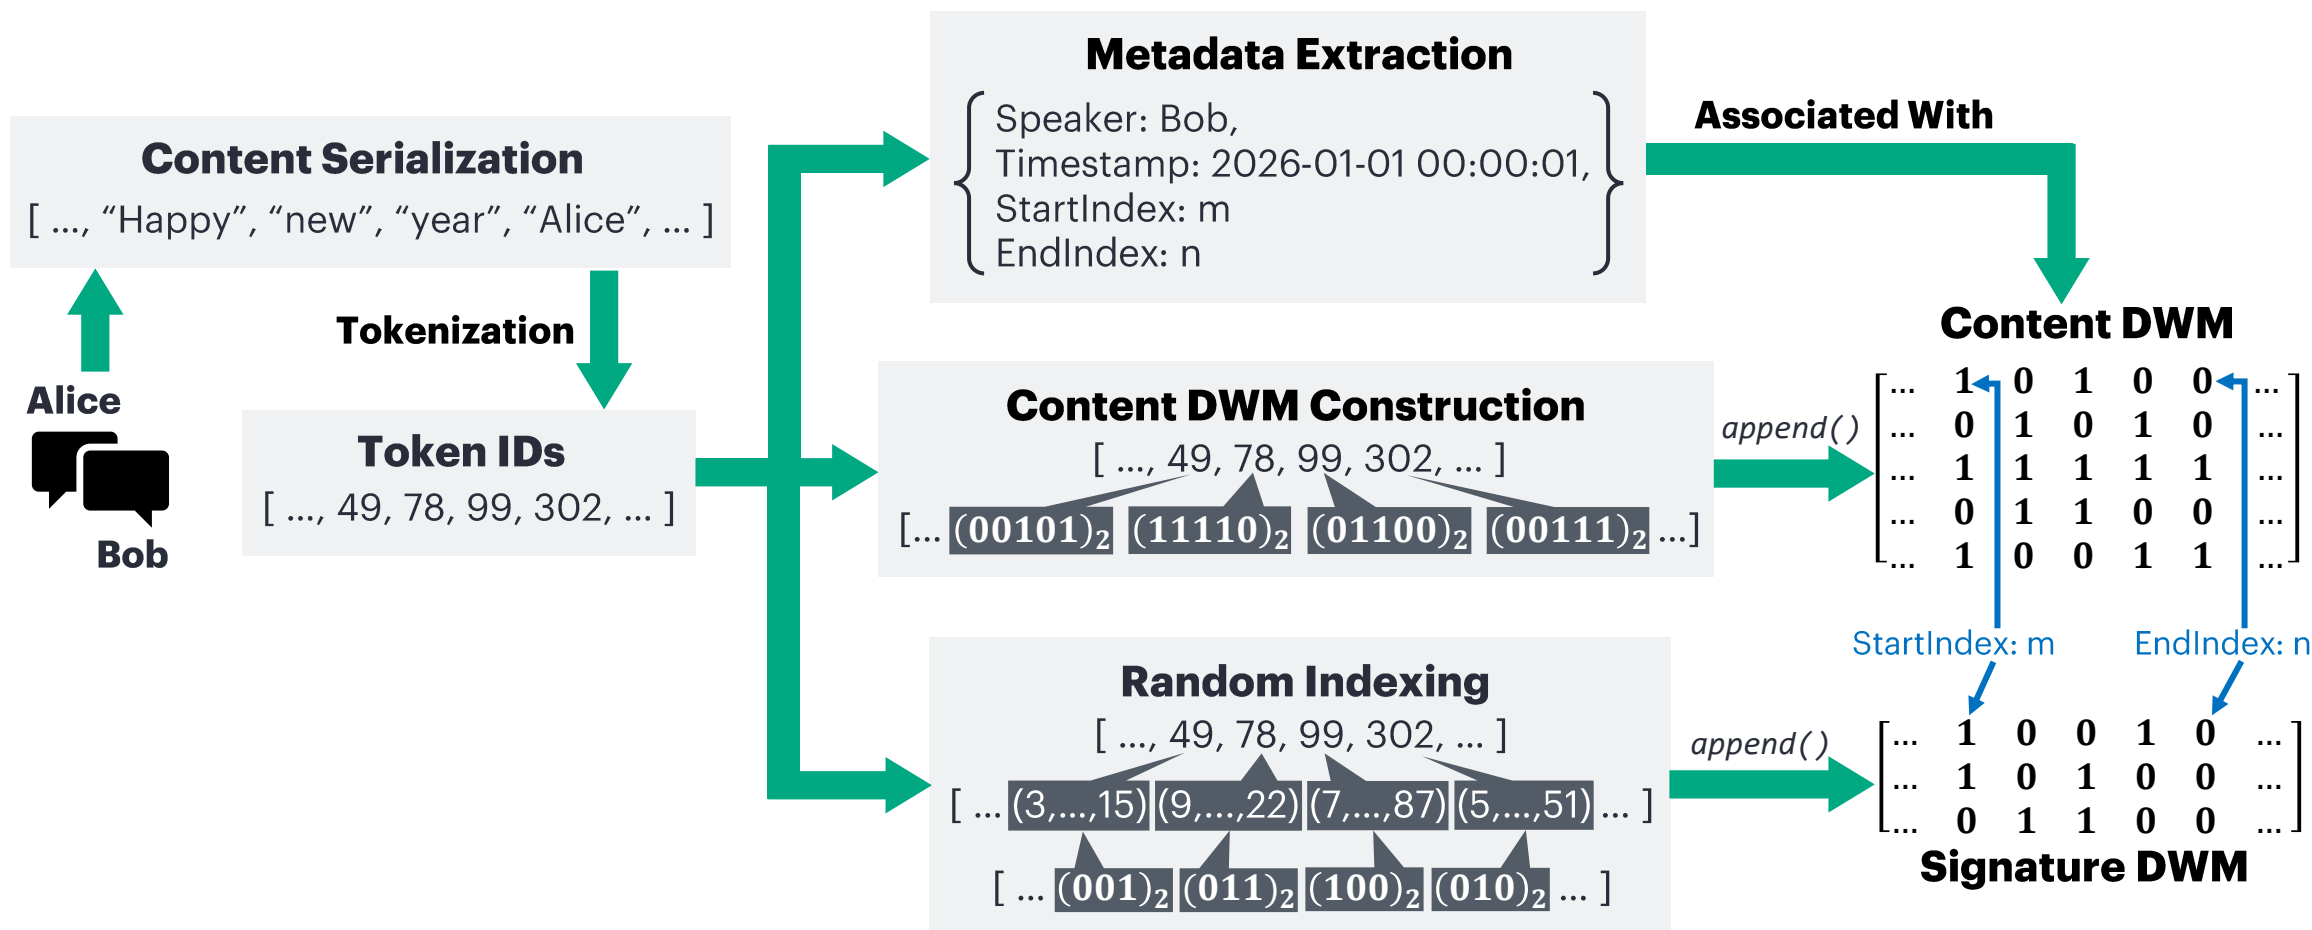 Alice
Bob
Content Serialization
[ ..., “Happy”, “new”, “year”, “Alice”, ... ]
Tokenization
Token IDs
[ ..., 49, 78, 99, 302, ... ]
Metadata Extraction
{ Speaker: Bob,
Timestamp: 2026-01-01 00:00:01,
StartIndex: m
EndIndex: n }
Associated With
Content DWM Construction
[ ..., 49, 78, 99, 302, ... ]
[... (00101)₂ (11110)₂ (01100)₂ (00111)₂ ...]
append()
Content DWM
... 1 0 1 0 0 ...
... 0 1 0 1 0 ...
... 1 1 1 1 1 ...
... 0 1 1 0 0 ...
... 1 0 0 1 1 ...
StartIndex: m
EndIndex: n
Random Indexing
[ ..., 49, 78, 99, 302, ... ]
[ ... (3,...,15) (9,...,22) (7,...,87) (5,...,51) ... ]
[ ... (001)₂ (011)₂ (100)₂ (010)₂ ... ]
append()
... 1 0 0 1 0 ...
... 1 0 1 0 0 ...
... 0 1 1 0 0 ...
Signature DWM